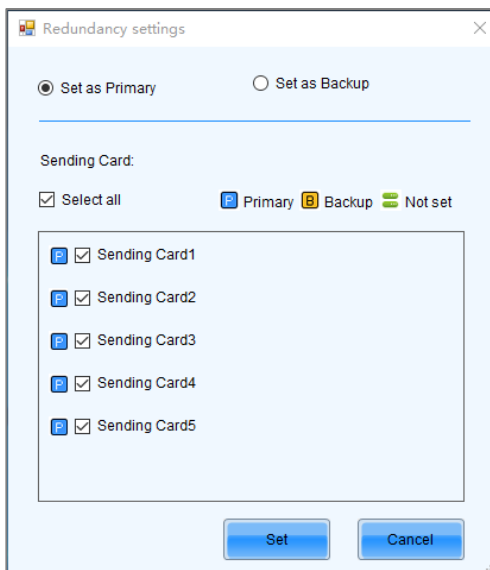 Redundancy settings
Set as Primary
Set as Backup
Sending Card:
Select all
P Primary B Backup Not set
P Sending Card1
P Sending Card2
P Sending Card3
P Sending Card4
P Sending Card5
Set Cancel